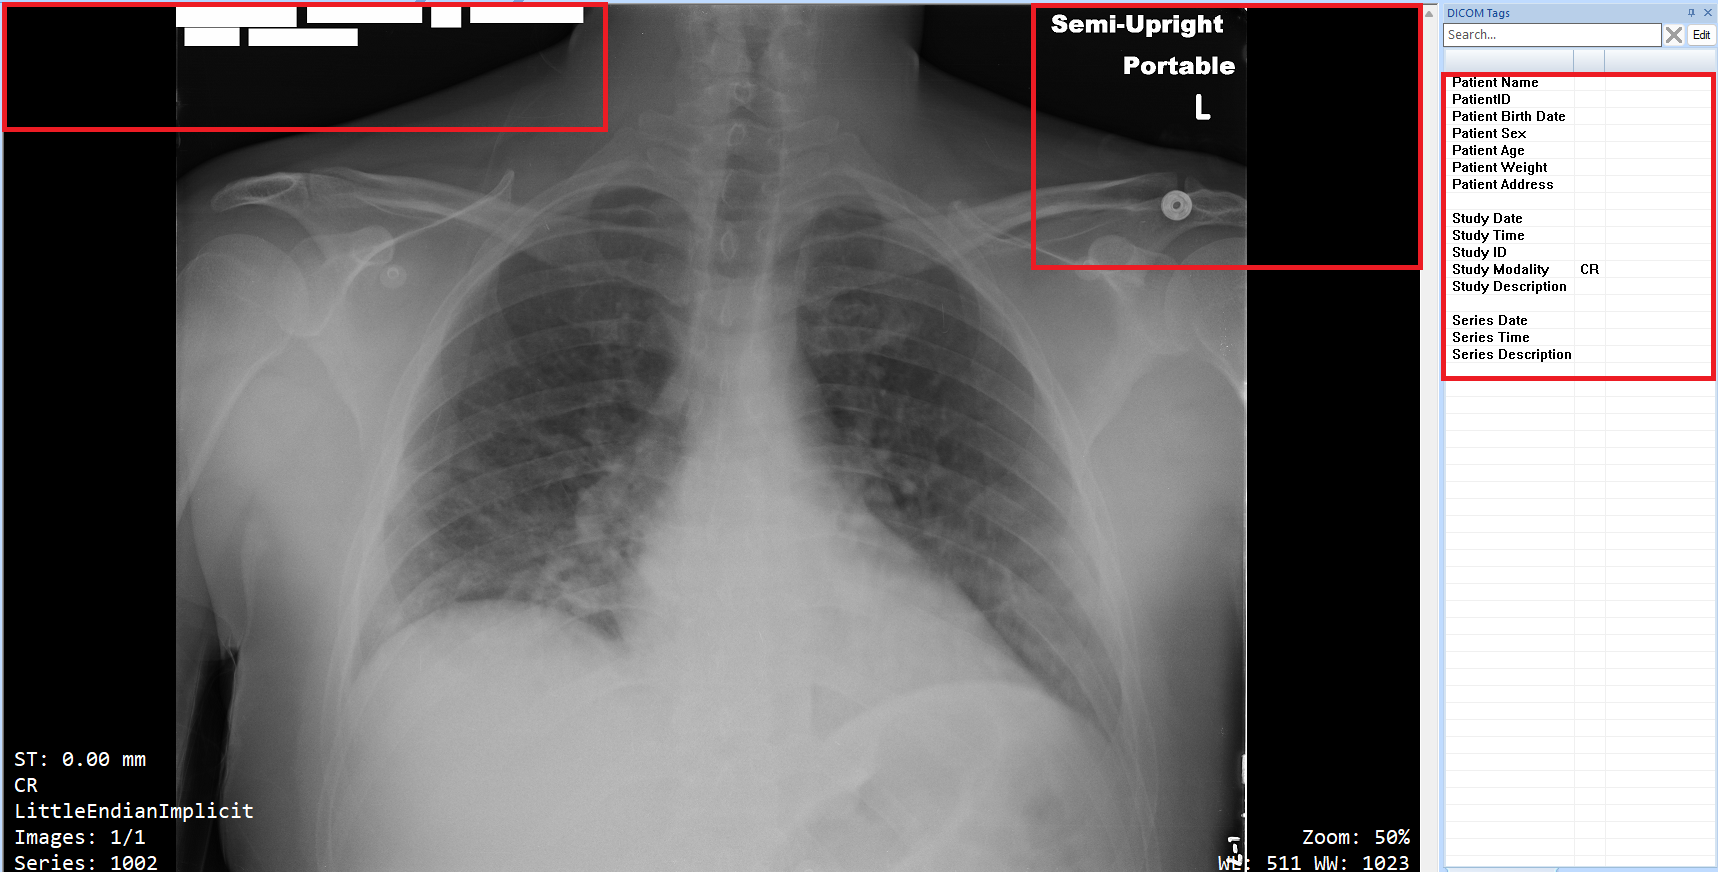 Semi-Upright
Portable
L
ST: 0.00 mm
CR
LittleEndianImplicit
Images: 1/1
Series: 1002
Zoom: 50%
WL: 511 WW: 1023
DICOM Tags
Search...
Edit
Patient Name
PatientID
Patient Birth Date
Patient Sex
Patient Age
Patient Weight
Patient Address
Study Date
Study Time
Study ID
Study Modality CR
Study Description
Series Date
Series Time
Series Description